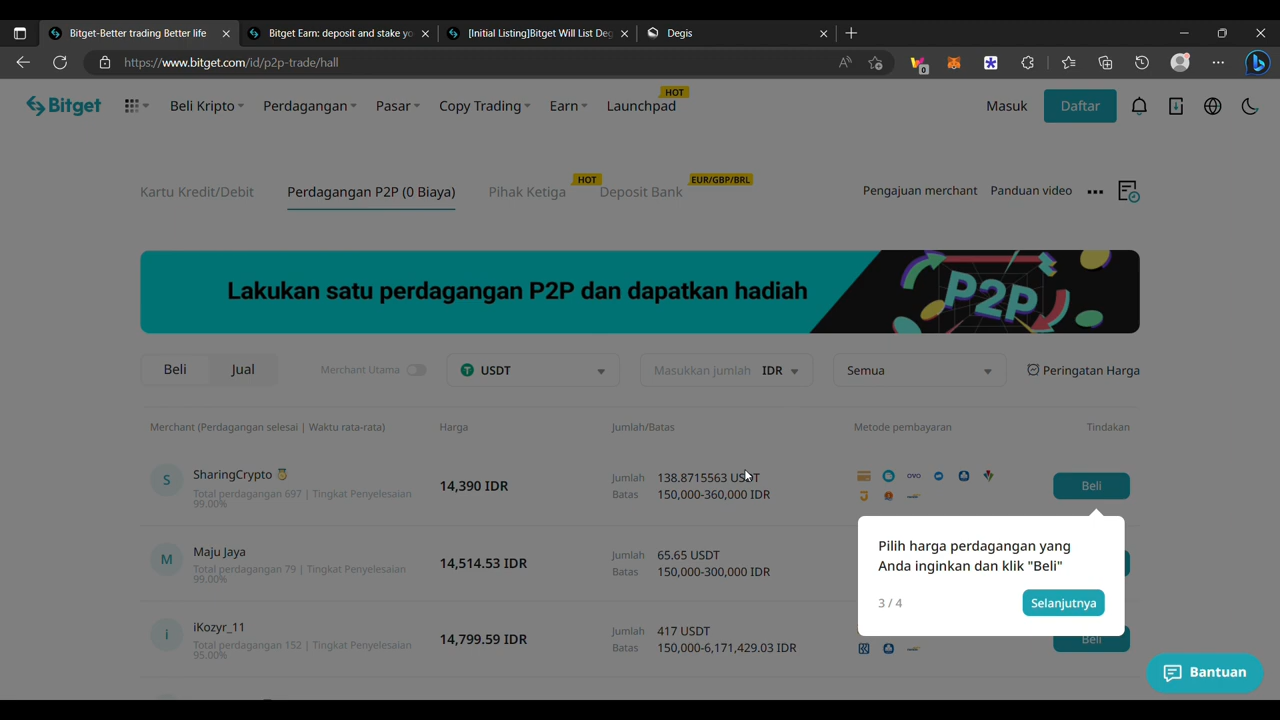 Bitget-Better trading Better life
Bitget Earn: deposit and stake yo
[Initial Listing]Bitget Will List Deg
Degis
https://www.bitget.com/id/p2p-trade/hall
0
Bitget
Beli Kripto
Perdagangan
Pasar
Copy Trading
Earn
Launchpad
HOT
Masuk
Daftar
Kartu Kredit/Debit
Perdagangan P2P (0 Biaya)
Pihak Ketiga
HOT
Deposit Bank
EUR/GBP/BRL
Pengajuan merchant
Panduan video
Lakukan satu perdagangan P2P dan dapatkan hadiah
P2P
Beli
Jual
Merchant Utama
USDT
Masukkan jumlah
IDR
Semua
Peringatan Harga
Merchant (Perdagangan selesai | Waktu rata-rata)
Harga
Jumlah/Batas
Metode pembayaran
Tindakan
S
SharingCrypto
Total perdagangan 697 | Tingkat Penyelesaian
99.00%
14,390 IDR
Jumlah 138.8715563 USDT
Batas 150,000-360,000 IDR
OVO
Beli
M
Maju Jaya
Total perdagangan 79 | Tingkat Penyelesaian
99.00%
14,514.53 IDR
Jumlah 65.65 USDT
Batas 150,000-300,000 IDR
i
iKozyr_11
Total perdagangan 152 | Tingkat Penyelesaian
95.00%
14,799.59 IDR
Jumlah 417 USDT
Batas 150,000-6,171,429.03 IDR
Beli
Pilih harga perdagangan yang
Anda inginkan dan klik "Beli"
3 / 4
Selanjutnya
Bantuan